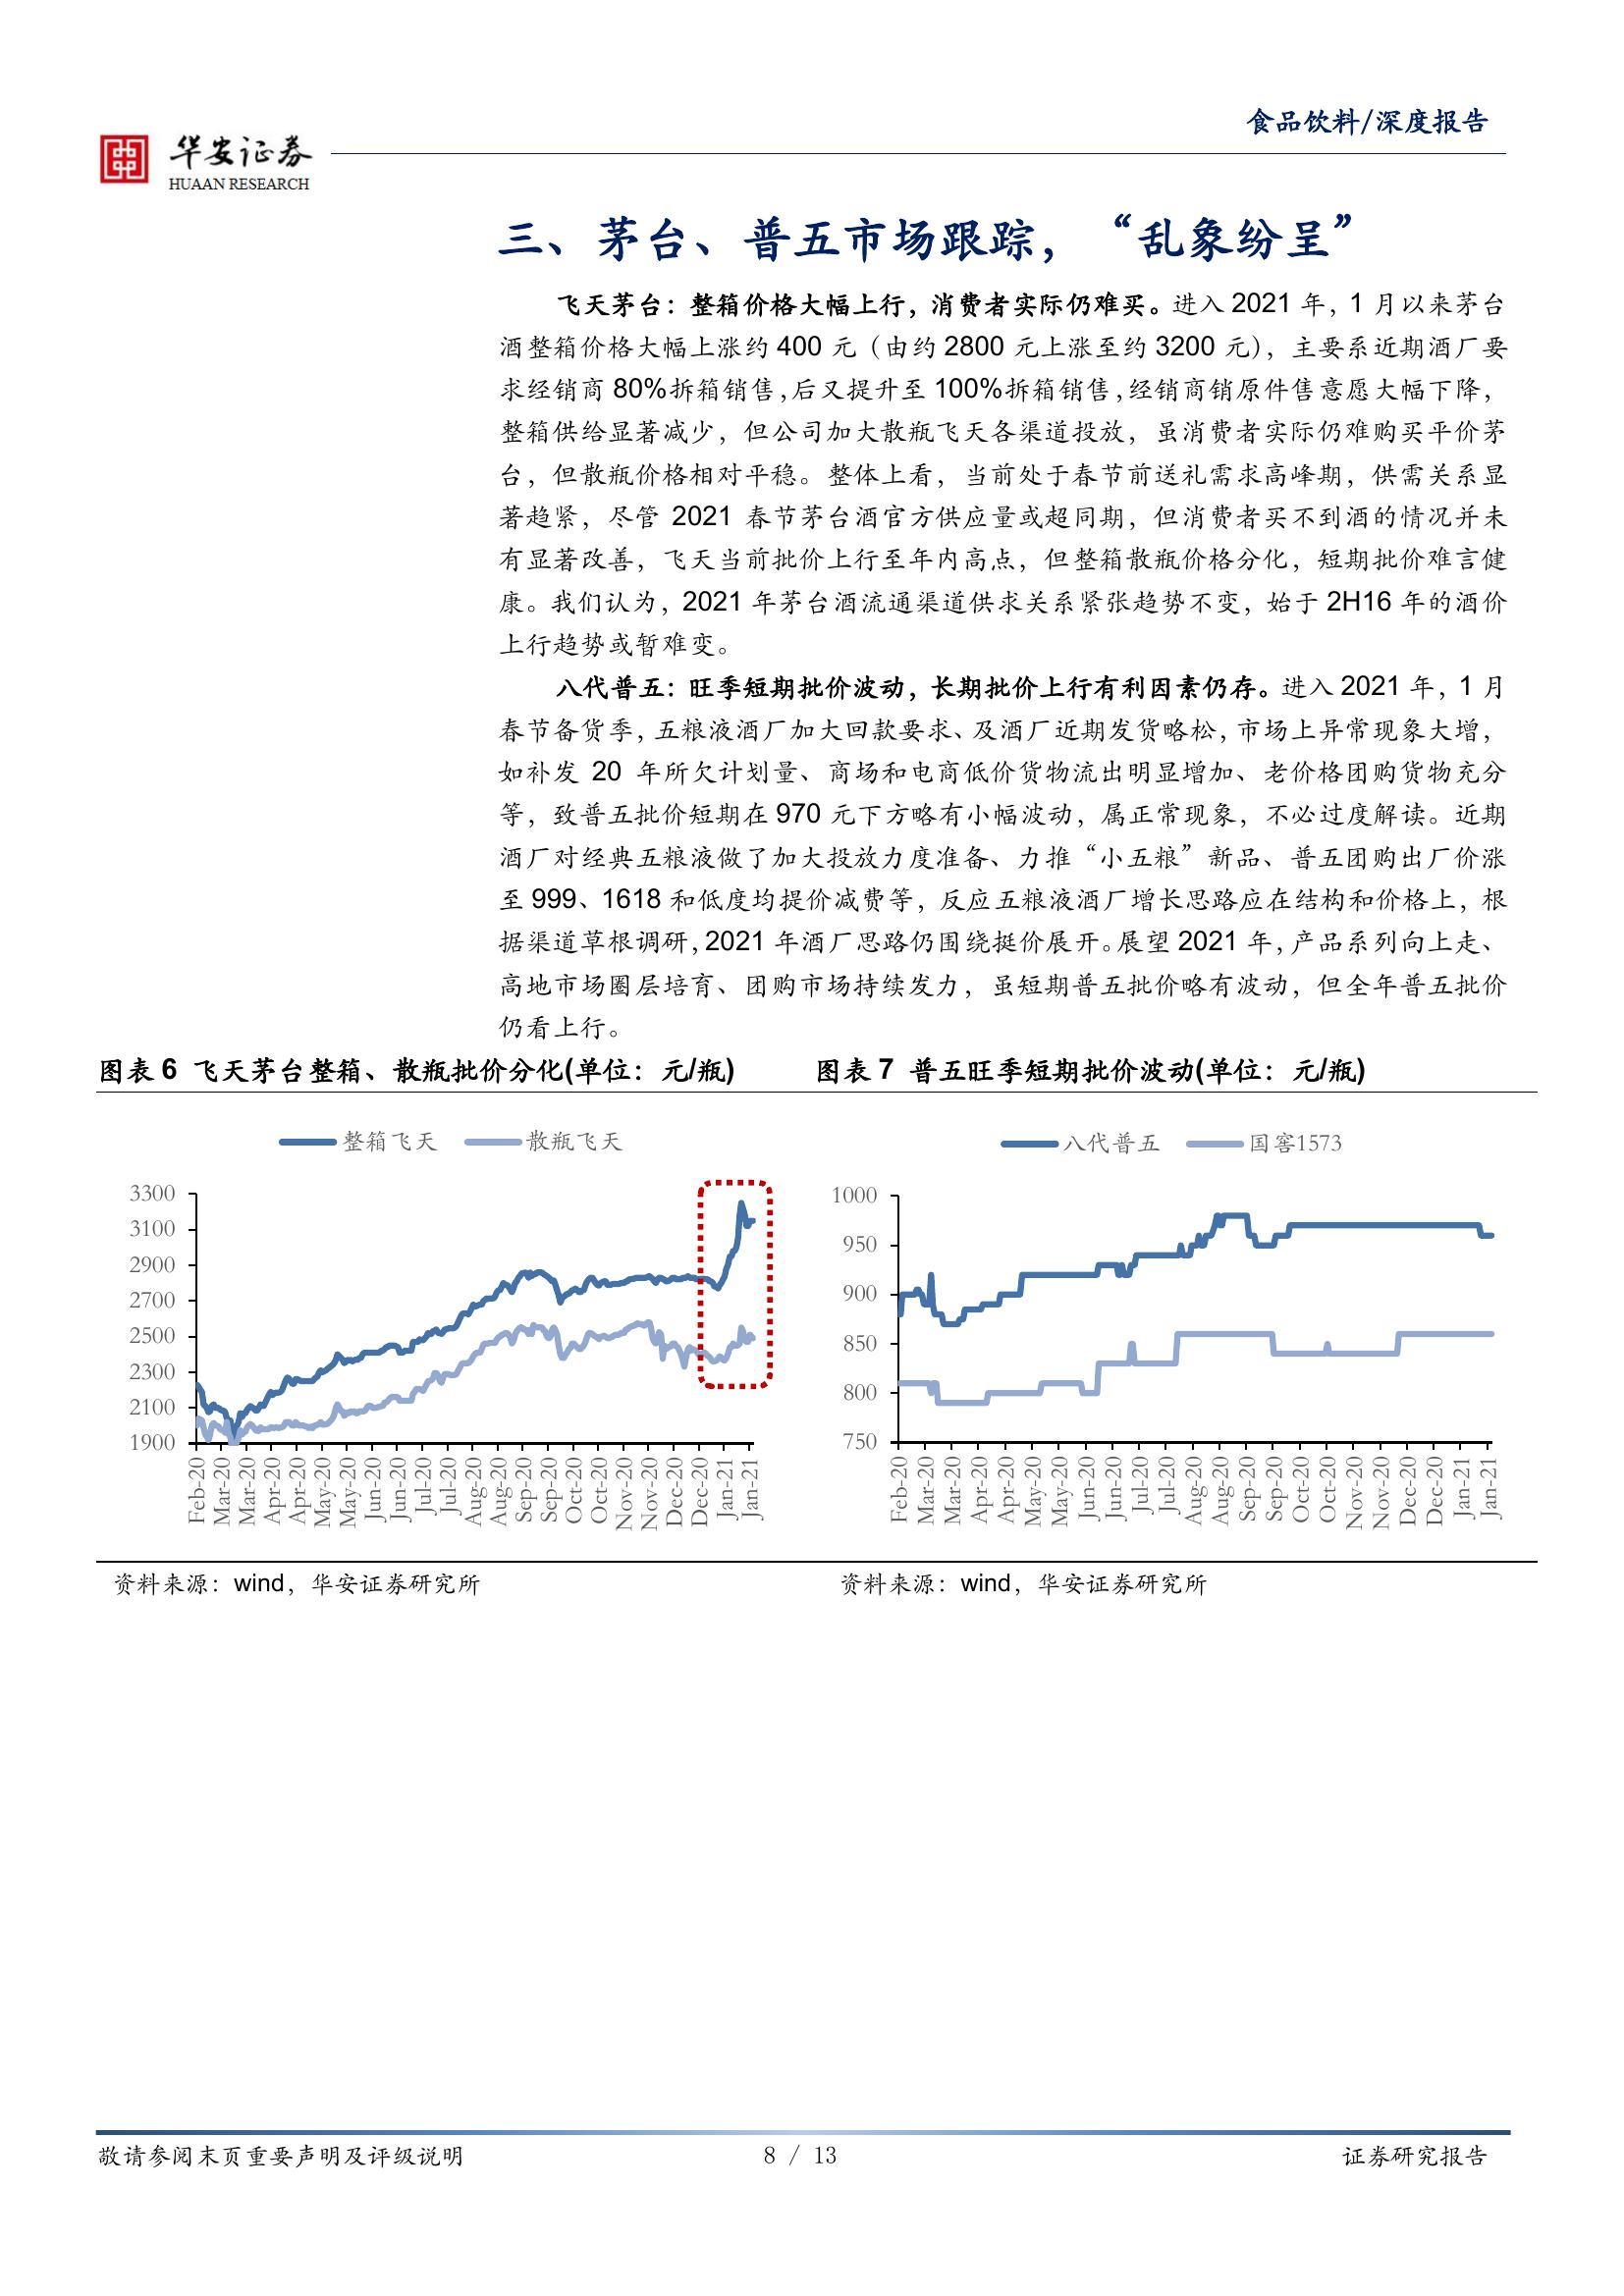 食品饮料/深度报告
华安证券
HUAAN RESEARCH
三、茅台、普五市场跟踪，“乱象纷呈”
飞天茅台：整箱价格大幅上行，消费者实际仍难买。进入 2021 年，1 月以来茅台
酒整箱价格大幅上涨约 400 元（由约 2800 元上涨至约 3200 元），主要系近期酒厂要
求经销商 80%拆箱销售，后又提升至 100%拆箱销售，经销商销原件售意愿大幅下降，
整箱供给显著减少，但公司加大散瓶飞天各渠道投放，虽消费者实际仍难购买平价茅
台，但散瓶价格相对平稳。整体上看，当前处于春节前送礼需求高峰期，供需关系显
著趋紧，尽管 2021 春节茅台酒官方供应量或超同期，但消费者买不到酒的情况并未
有显著改善，飞天当前批价上行至年内高点，但整箱散瓶价格分化，短期批价难言健
康。我们认为，2021 年茅台酒流通渠道供求关系紧张趋势不变，始于 2H16 年的酒价
上行趋势或暂难变。
八代普五：旺季短期批价波动，长期批价上行有利因素仍存。进入 2021 年，1 月
春节备货季，五粮液酒厂加大回款要求、及酒厂近期发货略松，市场上异常现象大增，
如补发 20 年所欠计划量、商场和电商低价货物流出明显增加、老价格团购货物充分
等，致普五批价短期在 970 元下方略有小幅波动，属正常现象，不必过度解读。近期
酒厂对经典五粮液做了加大投放力度准备、力推“小五粮”新品、普五团购出厂价涨
至 999、1618 和低度均提价减费等，反应五粮液酒厂增长思路应在结构和价格上，根
据渠道草根调研，2021 年酒厂思路仍围绕挺价展开。展望 2021 年，产品系列向上走、
高地市场圈层培育、团购市场持续发力，虽短期普五批价略有波动，但全年普五批价
仍看上行。
图表 6 飞天茅台整箱、散瓶批价分化(单位：元/瓶)
整箱飞天 散瓶飞天
3300
3100
2900
2700
2500
2300
2100
1900
Feb-20 Mar-20 Mar-20 Apr-20 Apr-20 May-20 May-20 Jun-20 Jun-20 Jul-20 Jul-20 Aug-20 Aug-20 Sep-20 Sep-20 Oct-20 Oct-20 Nov-20 Nov-20 Dec-20 Dec-20 Jan-21 Jan-21
资料来源：wind，华安证券研究所
图表 7 普五旺季短期批价波动(单位：元/瓶)
八代普五 国窖1573
1000
950
900
850
800
750
Feb-20 Mar-20 Mar-20 Apr-20 Apr-20 May-20 May-20 Jun-20 Jun-20 Jul-20 Jul-20 Aug-20 Aug-20 Sep-20 Sep-20 Oct-20 Oct-20 Nov-20 Nov-20 Dec-20 Dec-20 Jan-21 Jan-21
资料来源：wind，华安证券研究所
敬请参阅末页重要声明及评级说明
8 / 13
证券研究报告